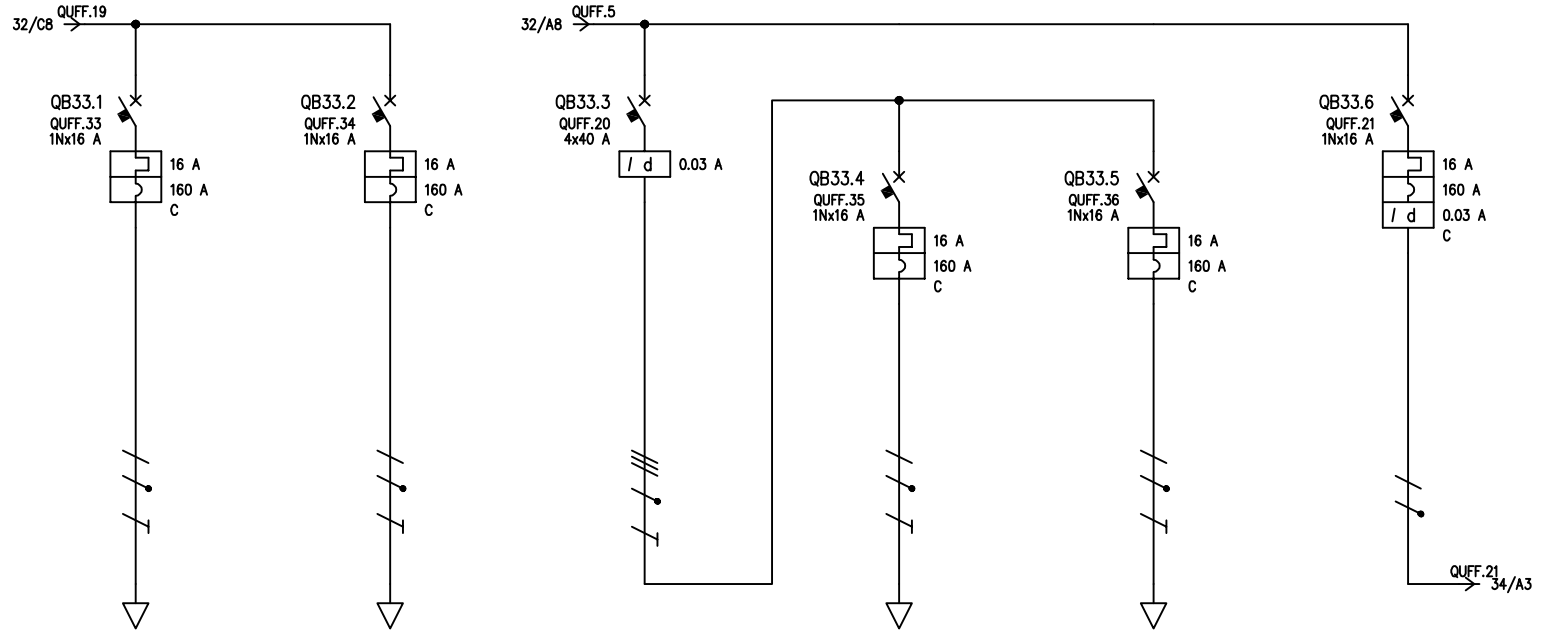 QUFF.19
32/C8
QB33.1
QUFF.33
1Nx16 A
16 A
160 A
C
QB33.2
QUFF.34
1Nx16 A
16 A
160 A
C
QUFF.5
32/A8
QB33.3
QUFF.20
4x40 A
I d
0.03 A
QB33.4
QUFF.35
1Nx16 A
16 A
160 A
C
QB33.5
QUFF.36
1Nx16 A
16 A
160 A
C
QB33.6
QUFF.21
1Nx16 A
16 A
160 A
I d
0.03 A
C
QUFF.21
34/A3